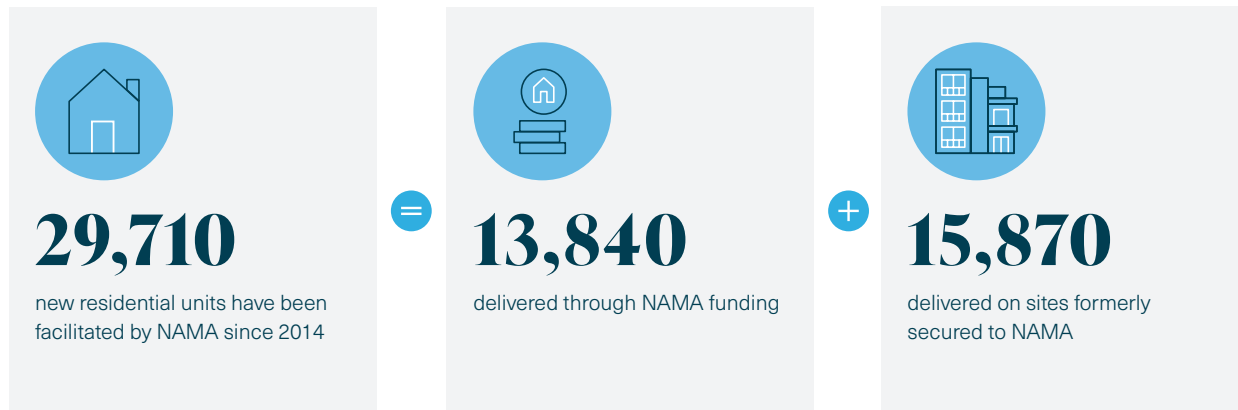 29,710
new residential units have been
facilitated by NAMA since 2014
=
13,840
delivered through NAMA funding
+
15,870
delivered on sites formerly
secured to NAMA